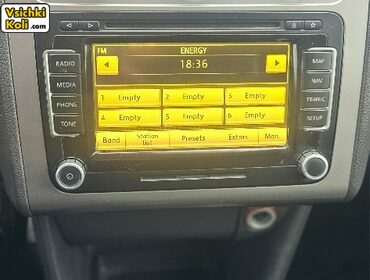 Vsichki
Koli.com
FM ENERGY
18:36
RADIO
MEDIA
PHONE
TONE
MAP
NAV
TRAFFIC
SETUP
1 Empty 2 Empty 3 Empty
4 Empty 5 Empty 6 Empty
Band Station list Presets Extras Man.